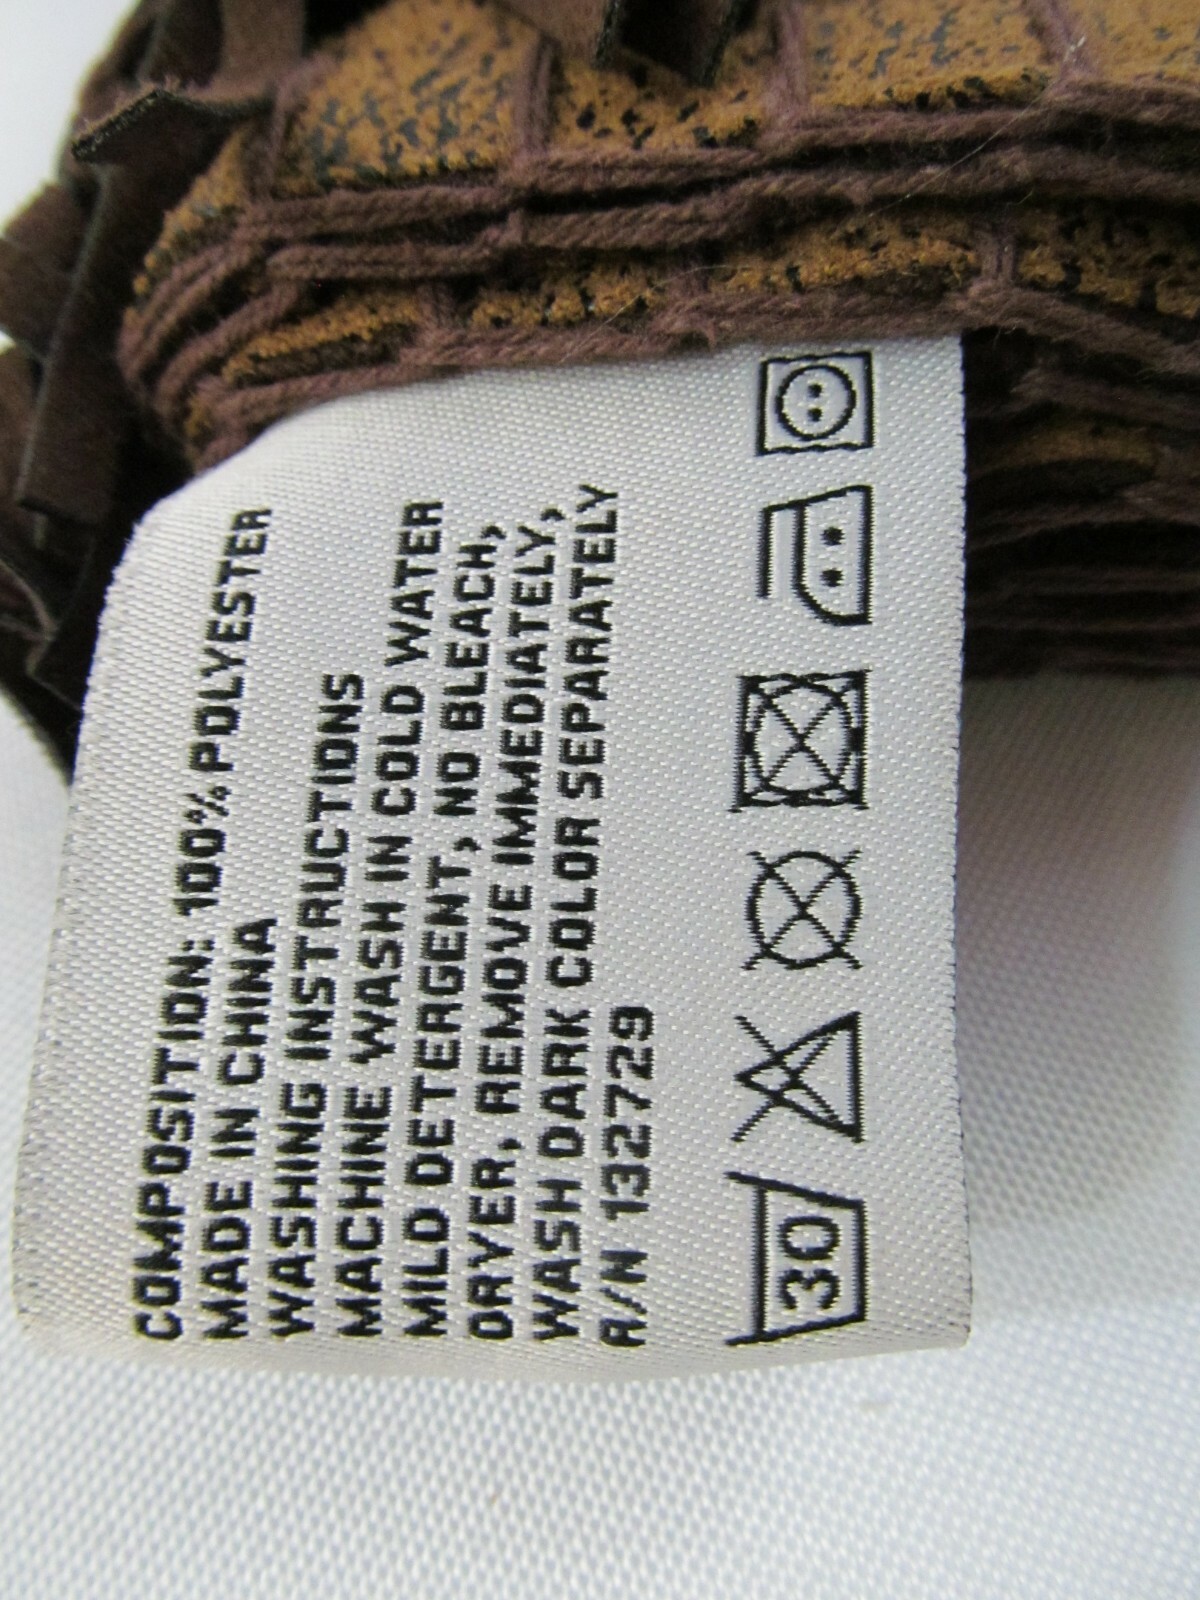 COMPOSITION: 100% POLYESTER
MADE IN CHINA
WASHING INSTRUCTIONS
MACHINE WASH IN COLD WATER
MILD DETERGENT, NO BLEACH,
DRYER, REMOVE IMMEDIATELY,
WASH DARK COLOR SEPARATELY
R/N 132729
30